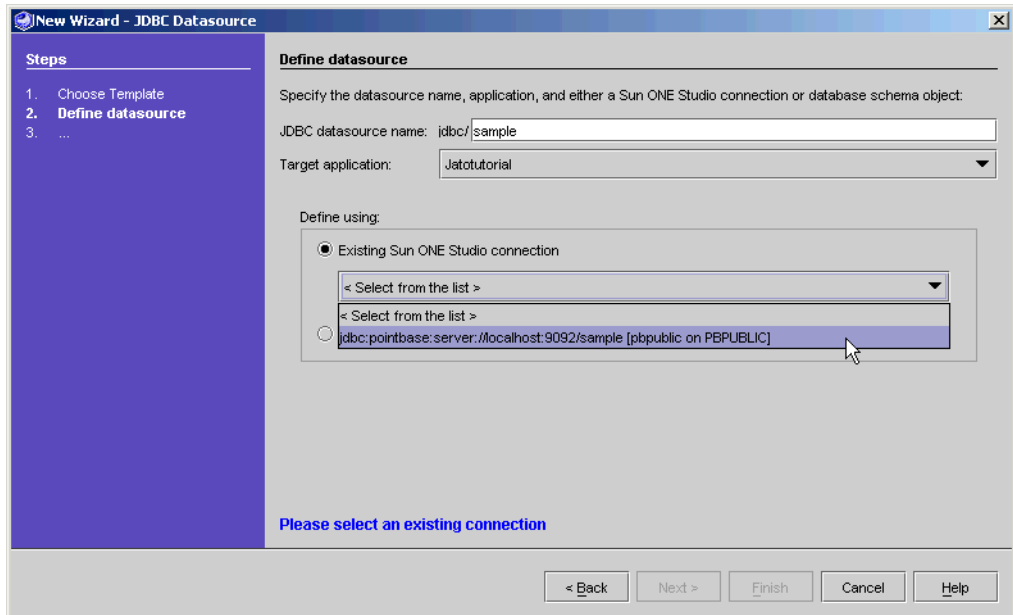 New Wizard - JDBC Datasource
Steps
1. Choose Template
2. Define datasource
3. ...
Define datasource
Specify the datasource name, application, and either a Sun ONE Studio connection or database schema object:
JDBC datasource name: jdbc/ sample
Target application: Jatotutorial
Define using:
Existing Sun ONE Studio connection
< Select from the list >
< Select from the list >
jdbc:pointbase:server://localhost:9092/sample [pbpublic on PBPUBLIC]
Please select an existing connection
< Back Next > Finish Cancel Help